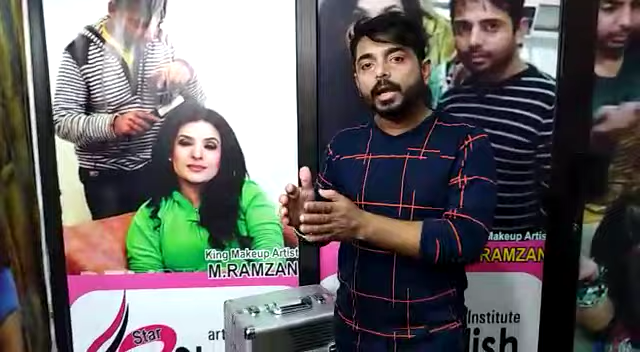 King Makeup Artist
M.RAMZAN
Makeup Artist
RAMZAN
Star
art
Institute
lish